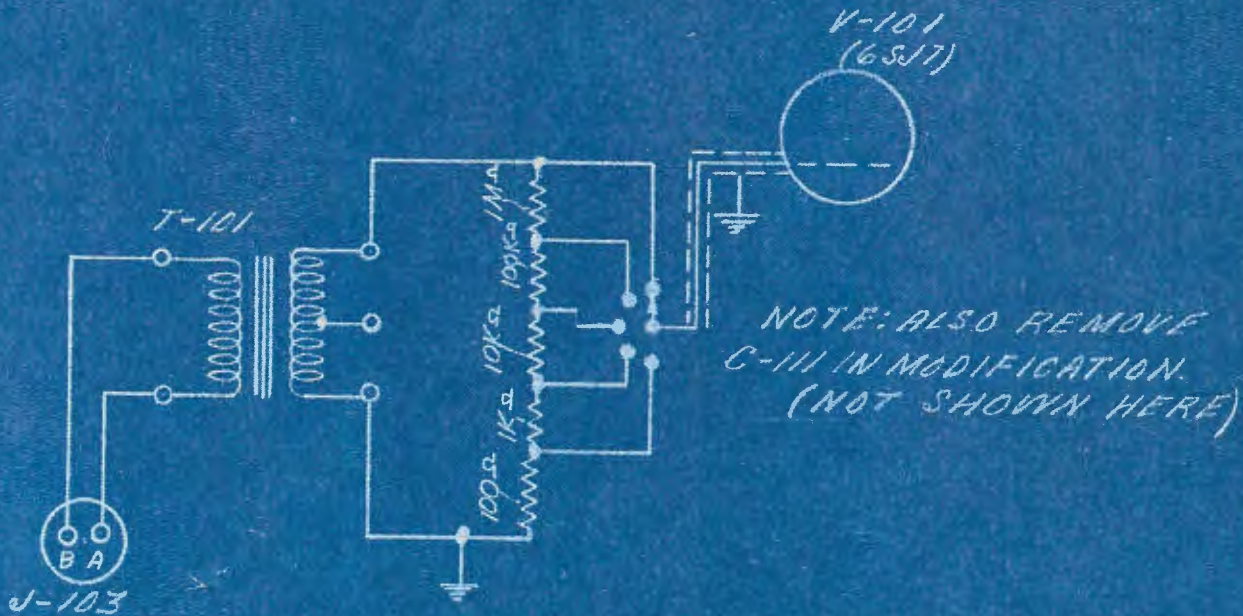 V-101
(6SJ7)
T-101
1MΩ
100KΩ
10KΩ
1KΩ
100Ω
NOTE: ALSO REMOVE
C-111 IN MODIFICATION.
(NOT SHOWN HERE)
B A
J-103